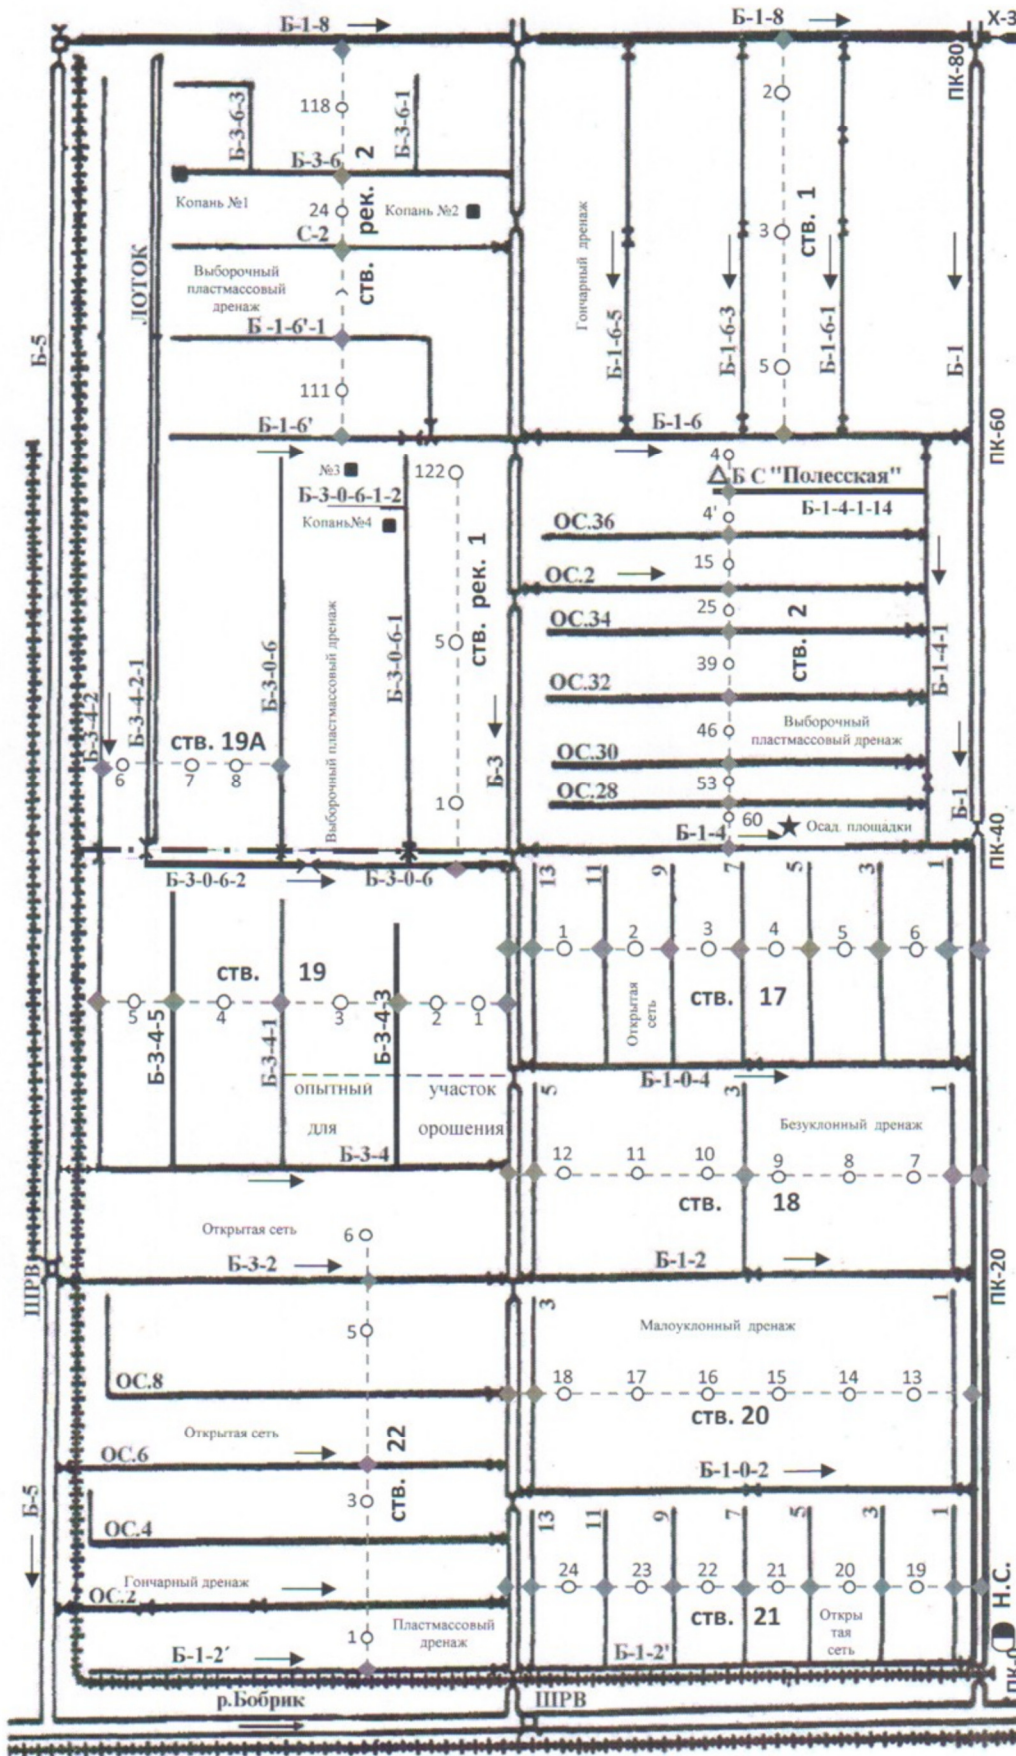 Б-1-8
Б-1-8
Х-3
ПК-80
118
Б-3-6-3
Б-3-6-1
2
Б-3-6
2
Копань №1
24
рек.
Копань №2
С-2
3
ств. 1
Гончарный дренаж
ЛОТОК
Выборочный
пластмассовый
дренаж
ств.
Б-5
Б -1-6'-1
Б-1-6-5
Б-1-6-3
Б-1-6-1
Б-1
5
111
Б-1-6'
Б-1-6
ПК-60
№3
122
4
Б С "Полесская"
Б-3-0-6-1-2
Б-1-4-1-14
Копань№4
4'
ОС.36
15
ств. рек. 1
ОС.2
25
ОС.34
ств. 2
Б-1-4-1
5
39
ОС.32
Б-3-4-2
Б-3-4-2-1
Б-3-0-6
Выборочный пластмассовый дренаж
Б-3-0-6-1
Б-3
46
Выборочный
пластмассовый дренаж
ств. 19А
6
7
8
ОС.30
53
Б-1
1
ОС.28
60
Осад. площадки
Б-1-4
ПК-40
Б-3-0-6-2
Б-3-0-6
13
11
9
7
5
3
1
1
2
3
4
5
6
ств. 19
ств. 17
Открытая
сеть
5
4
3
2
1
Б-3-4-5
Б-3-4-1
Б-3-4-3
Б-1-0-4
опытный
участок
5
3
1
для
орошения
Безуклонный дренаж
Б-3-4
12
11
10
9
8
7
ств. 18
Открытая сеть
6
Б-3-2
Б-1-2
ПК-20
ШРВ
3
1
5
Малоуклонный дренаж
18
17
16
15
14
13
ОС.8
ств. 20
Открытая сеть
22
ОС.6
Б-1-0-2
Б-5
3
ств.
13
11
9
7
5
3
1
ОС.4
Гончарный дренаж
24
23
22
21
20
19
Н.С.
ОС.2
ств. 21
Откры
тая
сеть
Пластмассовый
дренаж
1
Б-1-2'
Б-1-2'
ПК-0
р.Бобрик
ШРВ